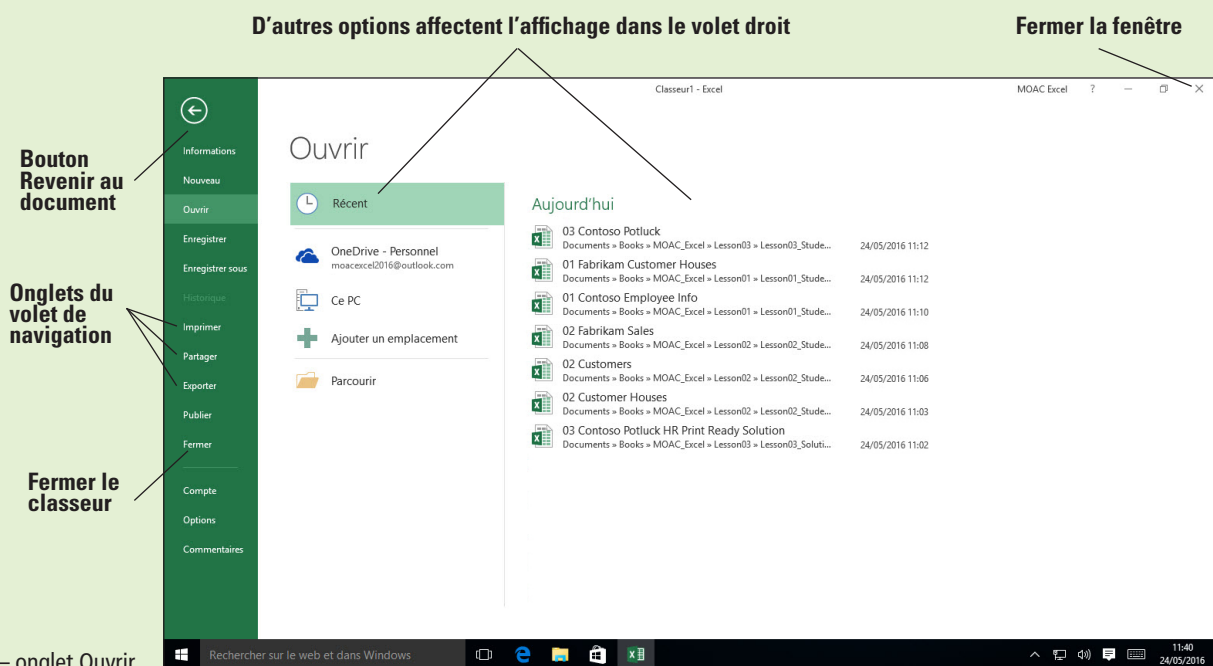 D'autres options affectent l'affichage dans le volet droit
Fermer la fenêtre
Classeur1 - Excel
MOAC Excel ?
Bouton
Revenir au
document
Onglets du
volet de
navigation
Fermer le
classeur
Informations
Nouveau
Ouvrir
Enregistrer
Enregistrer sous
Historique
Imprimer
Partager
Exporter
Publier
Fermer
Compte
Options
Commentaires
Ouvrir
Récent
OneDrive - Personnel
moacexcel2016@outlook.com
Ce PC
Ajouter un emplacement
Parcourir
Aujourd'hui
03 Contoso Potluck
Documents » Books » MOAC_Excel » Lesson03 » Lesson03_Stude... 24/05/2016 11:12
01 Fabrikam Customer Houses
Documents » Books » MOAC_Excel » Lesson01 » Lesson01_Stude... 24/05/2016 11:12
01 Contoso Employee Info
Documents » Books » MOAC_Excel » Lesson01 » Lesson01_Stude... 24/05/2016 11:10
02 Fabrikam Sales
Documents » Books » MOAC_Excel » Lesson02 » Lesson02_Stude... 24/05/2016 11:08
02 Customers
Documents » Books » MOAC_Excel » Lesson02 » Lesson02_Stude... 24/05/2016 11:06
02 Customer Houses
Documents » Books » MOAC_Excel » Lesson02 » Lesson02_Stude... 24/05/2016 11:03
03 Contoso Potluck HR Print Ready Solution
Documents » Books » MOAC_Excel » Lesson03 » Lesson03_Soluti... 24/05/2016 11:02
– onglet Ouvrir
Rechercher sur le web et dans Windows
11:40
24/05/2016